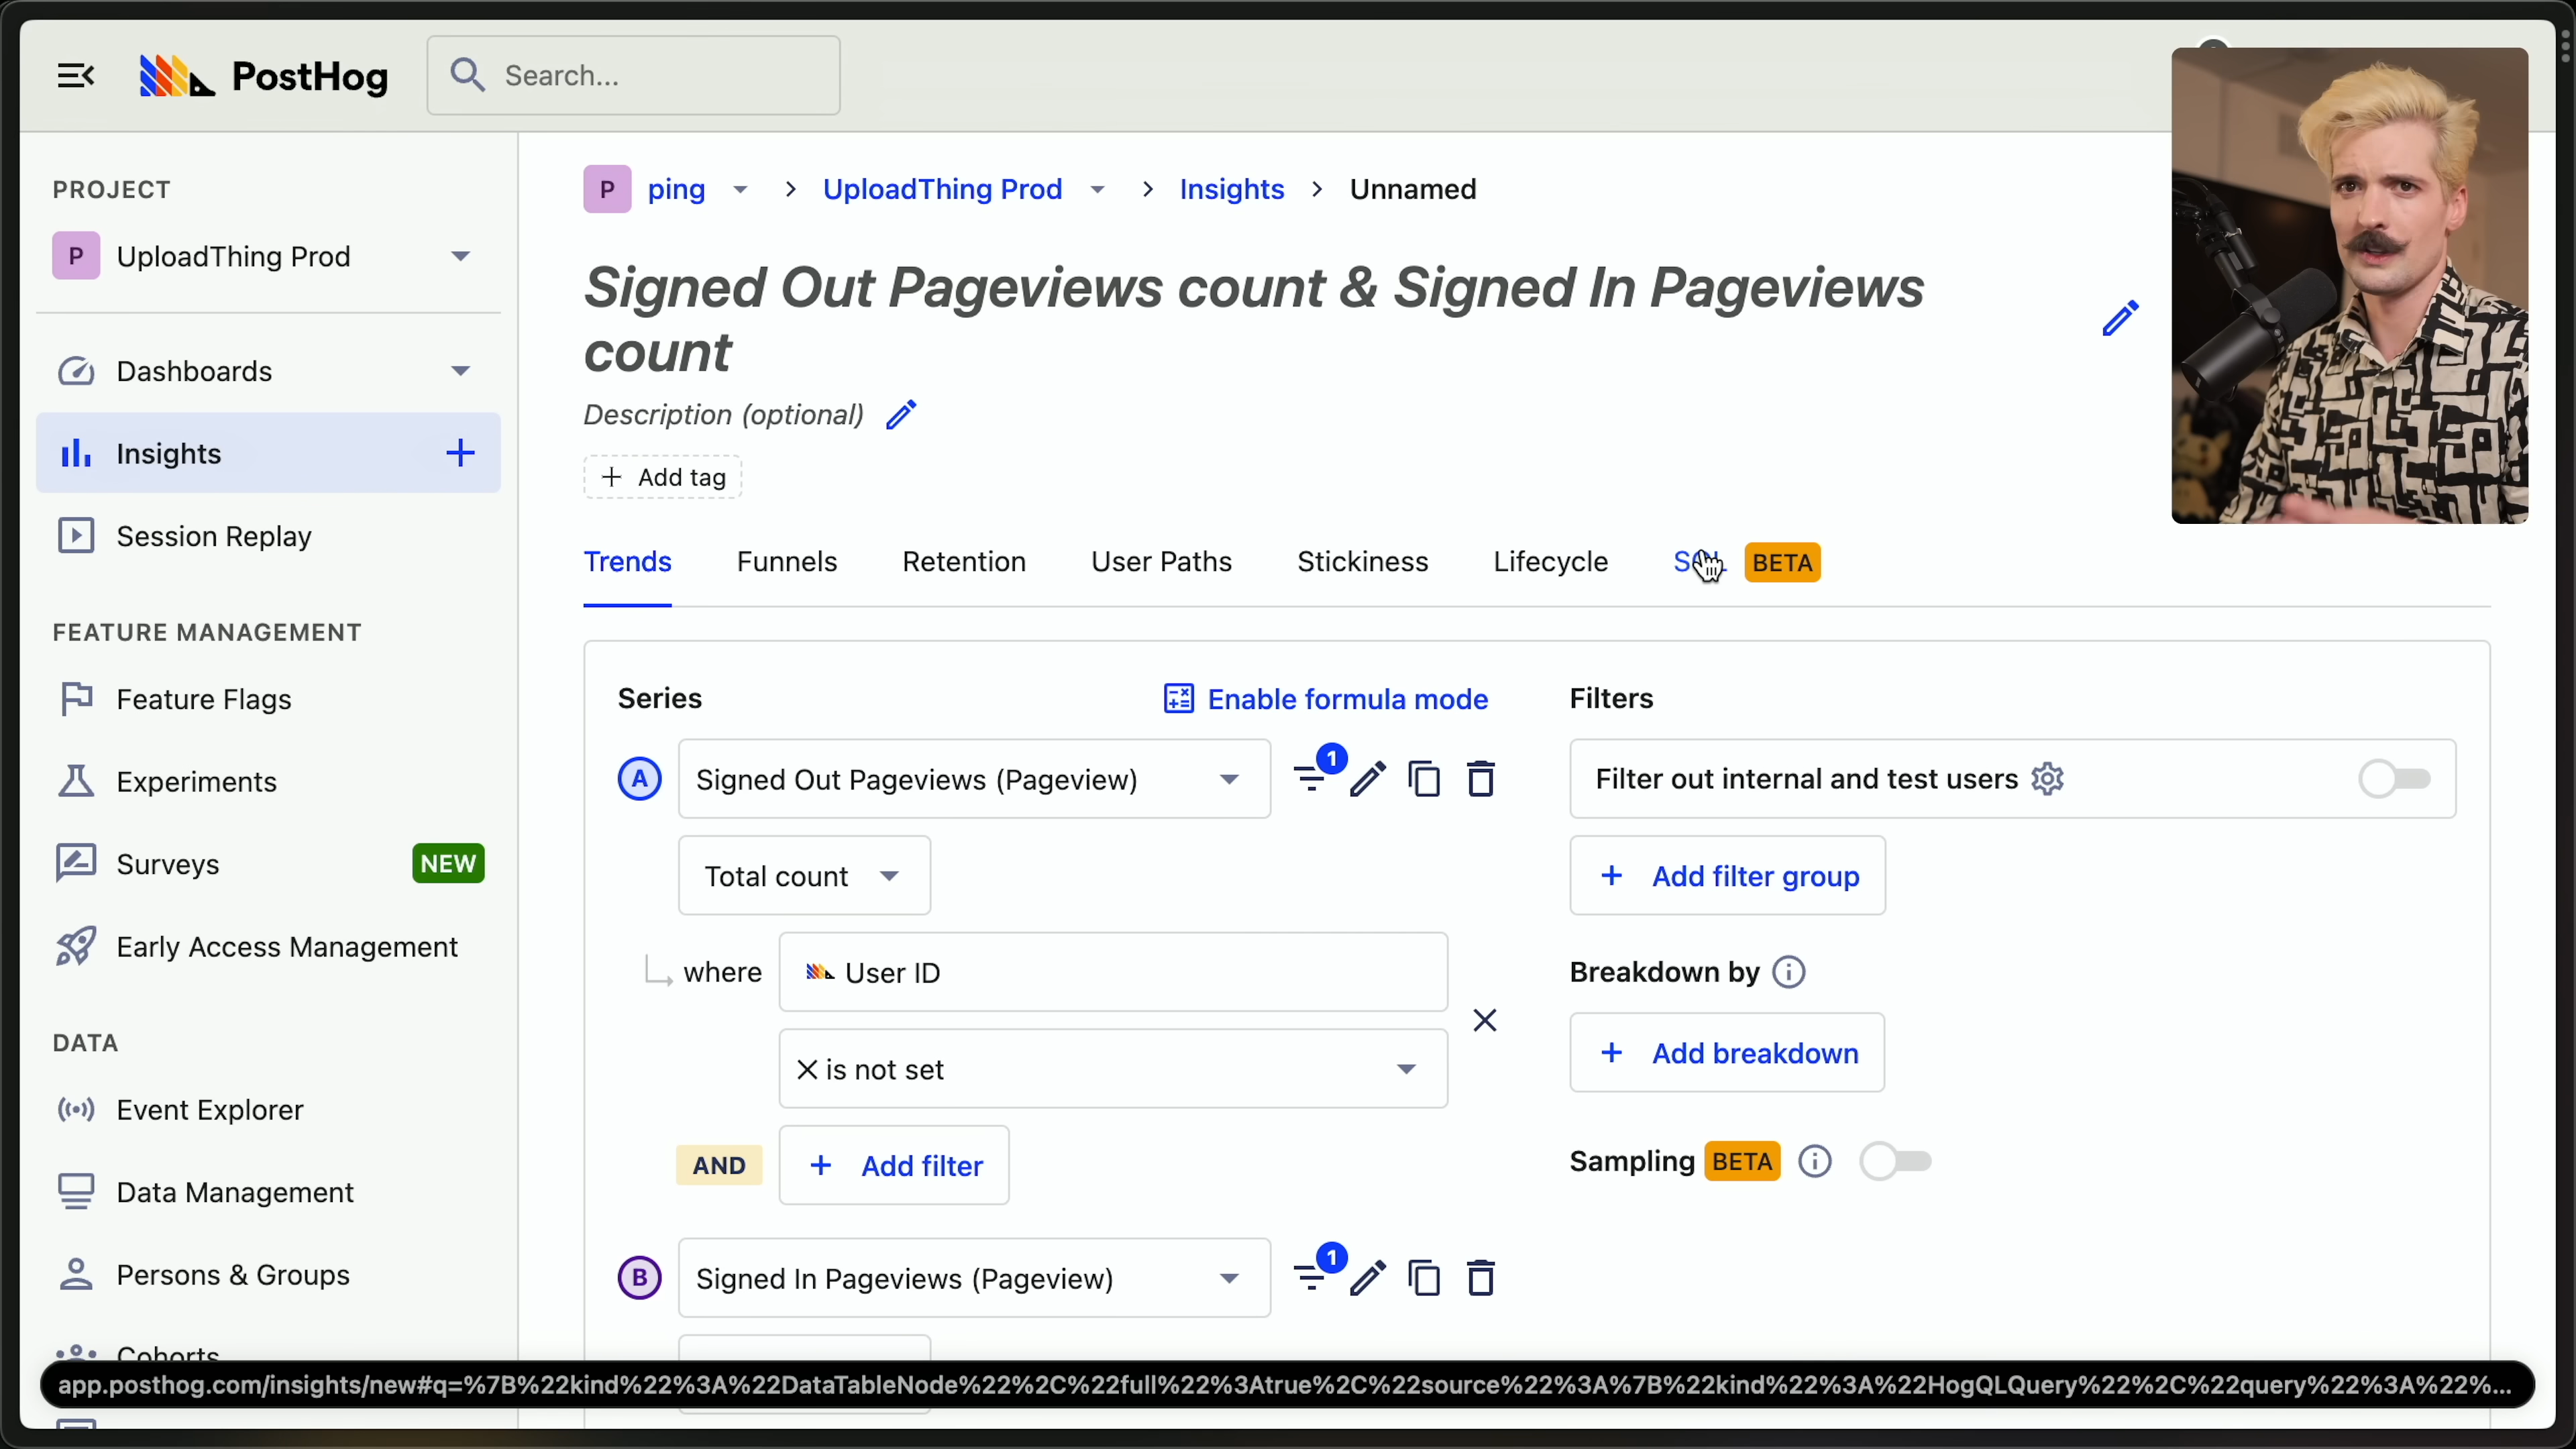 PostHog
Search...
PROJECT
P UploadThing Prod
Dashboards
Insights
Session Replay
FEATURE MANAGEMENT
Feature Flags
Experiments
Surveys NEW
Early Access Management
DATA
Event Explorer
Data Management
Persons & Groups
Cohorts
P ping > UploadThing Prod > Insights > Unnamed
Signed Out Pageviews count & Signed In Pageviews
count
Description (optional)
+ Add tag
Trends Funnels Retention User Paths Stickiness Lifecycle SQL BETA
Series Enable formula mode
A Signed Out Pageviews (Pageview) 1
Total count
where User ID
is not set
AND + Add filter
B Signed In Pageviews (Pageview) 1
Filters
Filter out internal and test users
+ Add filter group
Breakdown by
+ Add breakdown
Sampling BETA
app.posthog.com/insights/new#q=%7B%22kind%22%3A%22DataTableNode%22%2C%22full%22%3Atrue%2C%22source%22%3A%7B%22kind%22%3A%22HogQLQuery%22%2C%22query%22%3A%22%...